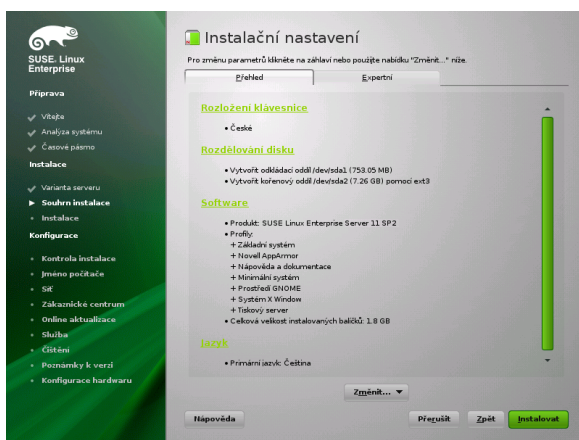 SUSE. Linux
Enterprise
Příprava
Vítejte
Analýza systému
Časové pásmo
Instalace
Varianta serveru
Souhrn instalace
Instalace
Konfigurace
Kontrola instalace
Jméno počítače
Síť
Zákaznické centrum
Online aktualizace
Služba
Čištění
Poznámky k verzi
Konfigurace hardwaru
Instalační nastavení
Pro změnu parametrů klikněte na záhlaví nebo použijte nabídku "Změnit..." níže.
Přehled Expertní
Rozložení klávesnice
• České
Rozdělování disku
• Vytvořit odkládací oddíl /dev/sda1 (753.05 MB)
• Vytvořit kořenový oddíl /dev/sda2 (7.26 GB) pomocí ext3
Software
• Produkt: SUSE Linux Enterprise Server 11 SP2
• Profily:
+ Základní systém
+ Novell AppArmor
+ Nápověda a dokumentace
+ Minimální systém
+ Prostředí GNOME
+ Systém X Window
+ Tiskový server
• Celková velikost instalovaných balíčků: 1.8 GB
Jazyk
• Primární jazyk: Čeština
Změnit...
Nápověda Přerušit Zpět Instalovat